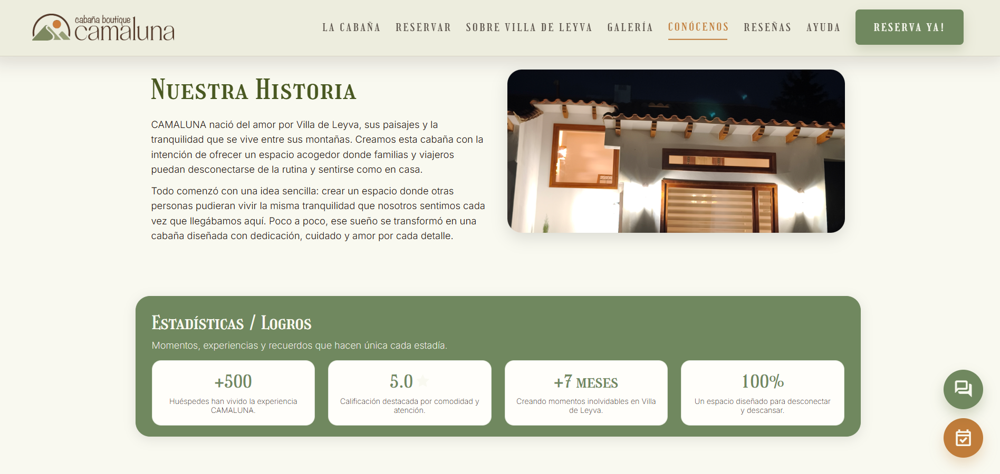 cabaña boutique
camaluna
LA CABAÑA
RESERVAR
SOBRE VILLA DE LEYVA
GALERÍA
CONÓCENOS
RESEÑAS
AYUDA
RESERVA YA!
Nuestra Historia
CAMALUNA nació del amor por Villa de Leyva, sus paisajes y la
tranquilidad que se vive entre sus montañas. Creamos esta cabaña con la
intención de ofrecer un espacio acogedor donde familias y viajeros
puedan desconectarse de la rutina y sentirse como en casa.
Todo comenzó con una idea sencilla: crear un espacio donde otras
personas pudieran vivir la misma tranquilidad que nosotros sentimos cada
vez que llegábamos aquí. Poco a poco, ese sueño se transformó en una
cabaña diseñada con dedicación, cuidado y amor por cada detalle.
Estadísticas / Logros
Momentos, experiencias y recuerdos que hacen única cada estadía.
+500
Huéspedes han vivido la experiencia
CAMALUNA.
5.0
Calificación destacada por comodidad y
atención.
+7 meses
Creando momentos inolvidables en Villa
de Leyva.
100%
Un espacio diseñado para desconectar
y descansar.